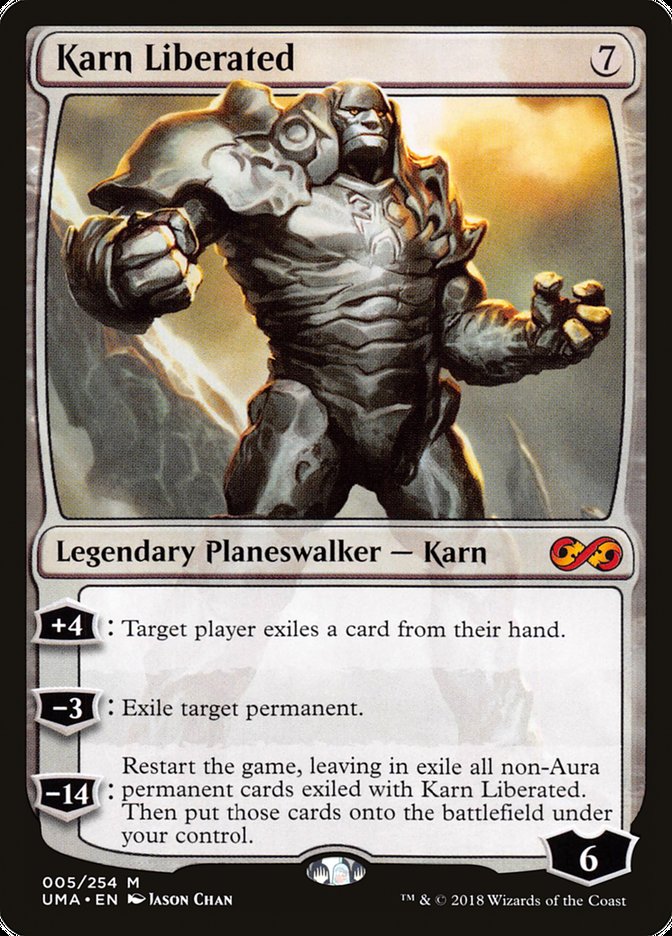 Karn Liberated
7
Legendary Planeswalker — Karn
+4 : Target player exiles a card from their hand.
−3 : Exile target permanent.
Restart the game, leaving in exile all non-Aura
−14 : permanent cards exiled with Karn Liberated.
Then put those cards onto the battlefield under
your control.
6
005/254 M
UMA • EN Jason Chan
™ & © 2018 Wizards of the Coast